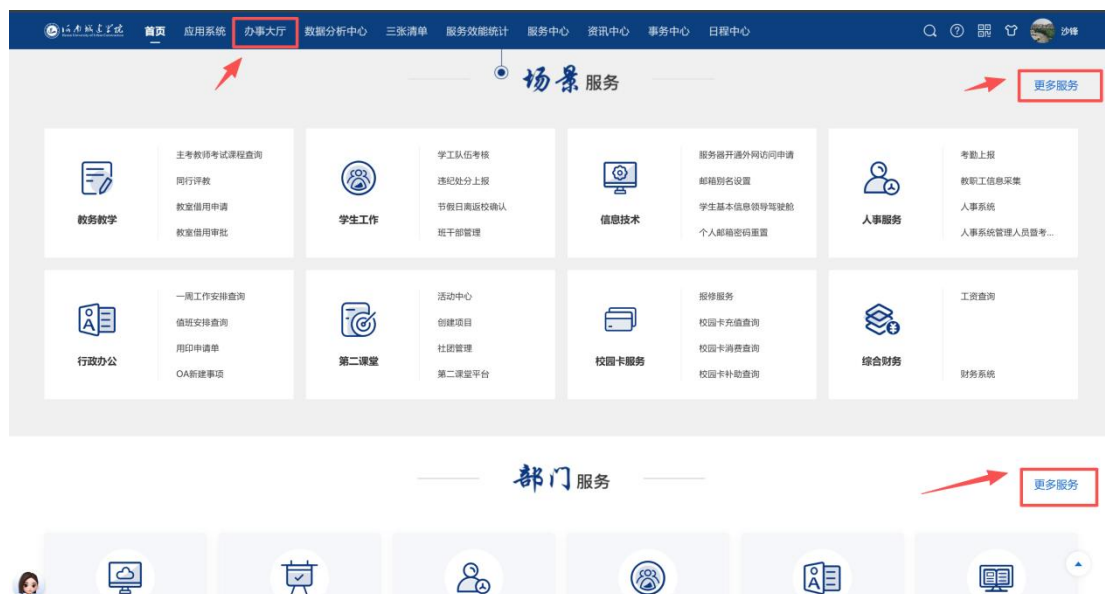 首页 应用系统 办事大厅 数据分析中心 三张清单 服务效能统计 服务中心 资讯中心 事务中心 日程中心 沙锋
场景服务
更多服务
教务教学
主考教师考试课程查询
同行评教
教室借用申请
教室借用审批
学生工作
学工队伍考核
违纪处分上报
节假日离返校确认
班干部管理
信息技术
服务器开通外网访问申请
邮箱别名设置
学生基本信息领导驾驶舱
个人邮箱密码重置
人事服务
考勤上报
教职工信息采集
人事系统
人事系统管理人员暨考...
行政办公
一周工作安排查询
值班安排查询
用印申请单
OA新建事项
第二课堂
活动中心
创建项目
社团管理
第二课堂平台
校园卡服务
报修服务
校园卡充值查询
校园卡消费查询
校园卡补助查询
综合财务
工资查询
财务系统
部门服务
更多服务